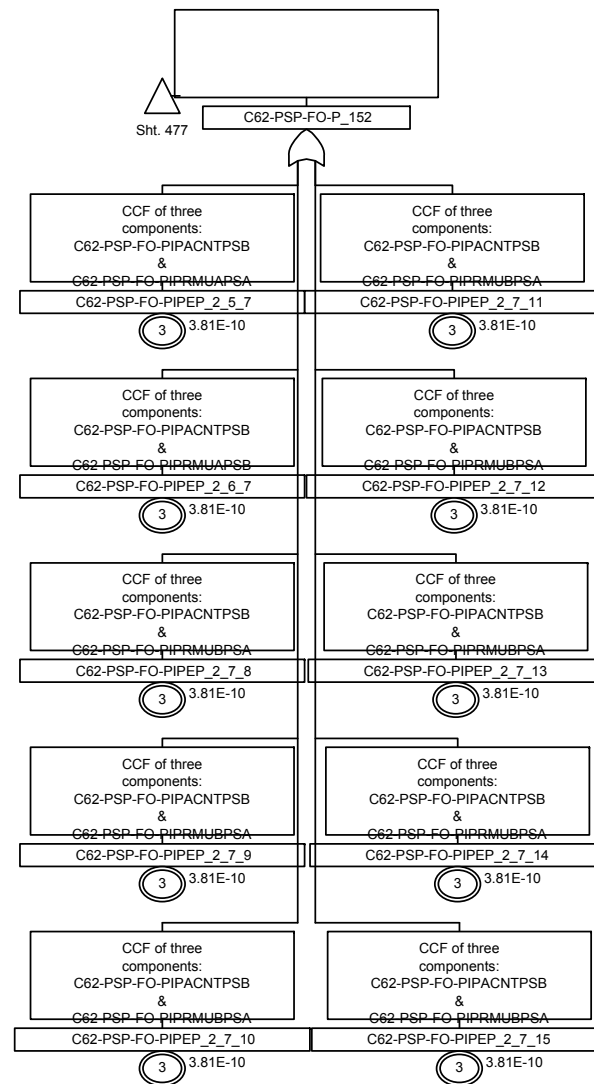 Sht. 477
C62-PSP-FO-P_152
CCF of three
components:
C62-PSP-FO-PIPACNTPSB
&
C62-PSP-FO-PIPRMUAPSA
C62-PSP-FO-PIPEP_2_5_7
3
3.81E-10
CCF of three
components:
C62-PSP-FO-PIPACNTPSB
&
C62-PSP-FO-PIPRMUBPSA
C62-PSP-FO-PIPEP_2_7_11
3
3.81E-10
CCF of three
components:
C62-PSP-FO-PIPACNTPSB
&
C62-PSP-FO-PIPRMUAPSB
C62-PSP-FO-PIPEP_2_6_7
3
3.81E-10
CCF of three
components:
C62-PSP-FO-PIPACNTPSB
&
C62-PSP-FO-PIPRMUBPSA
C62-PSP-FO-PIPEP_2_7_12
3
3.81E-10
CCF of three
components:
C62-PSP-FO-PIPACNTPSB
&
C62-PSP-FO-PIPRMUBPSA
C62-PSP-FO-PIPEP_2_7_8
3
3.81E-10
CCF of three
components:
C62-PSP-FO-PIPACNTPSB
&
C62-PSP-FO-PIPRMUBPSA
C62-PSP-FO-PIPEP_2_7_13
3
3.81E-10
CCF of three
components:
C62-PSP-FO-PIPACNTPSB
&
C62-PSP-FO-PIPRMUBPSA
C62-PSP-FO-PIPEP_2_7_9
3
3.81E-10
CCF of three
components:
C62-PSP-FO-PIPACNTPSB
&
C62-PSP-FO-PIPRMUBPSA
C62-PSP-FO-PIPEP_2_7_14
3
3.81E-10
CCF of three
components:
C62-PSP-FO-PIPACNTPSB
&
C62-PSP-FO-PIPRMUBPSA
C62-PSP-FO-PIPEP_2_7_10
3
3.81E-10
CCF of three
components:
C62-PSP-FO-PIPACNTPSB
&
C62-PSP-FO-PIPRMUBPSA
C62-PSP-FO-PIPEP_2_7_15
3
3.81E-10